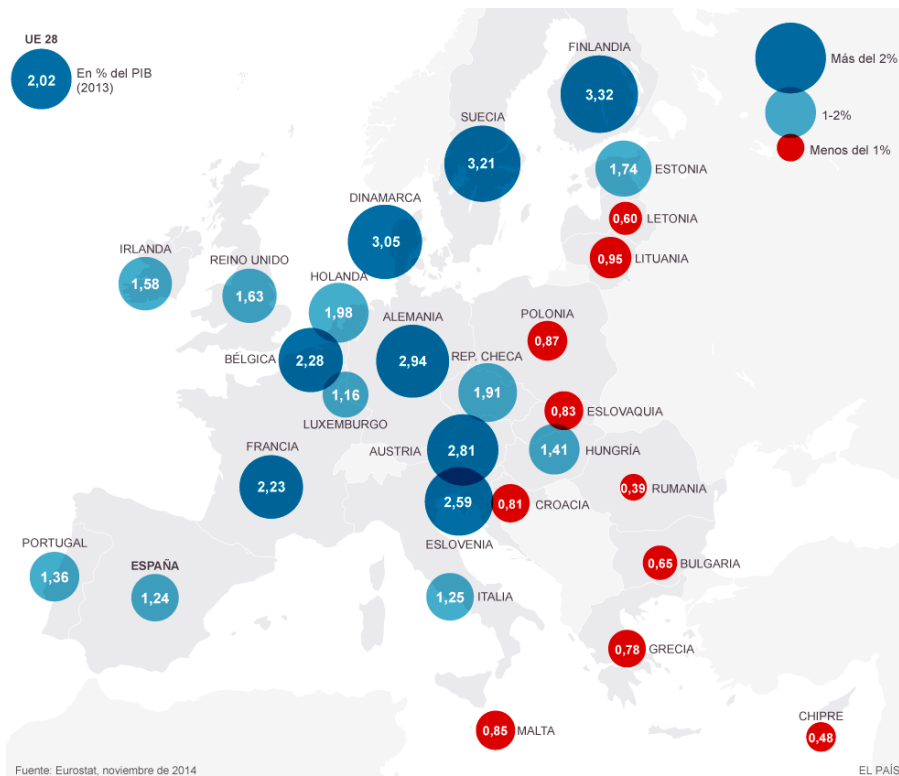 UE 28
2,02
En % del PIB
(2013)
Más del 2%
1-2%
Menos del 1%
FINLANDIA
3,32
SUECIA
3,21
1,74
ESTONIA
DINAMARCA
3,05
0,60
LETONIA
0,95
LITUANIA
IRLANDA
1,58
REINO UNIDO
1,63
HOLANDA
1,98
ALEMANIA
2,94
POLONIA
0,87
BÉLGICA
2,28
REP. CHECA
1,91
1,16
LUXEMBURGO
0,83
ESLOVAQUIA
FRANCIA
2,23
AUSTRIA
2,81
1,41
HUNGRÍA
2,59
ESLOVENIA
0,81
CROACIA
0,39
RUMANIA
PORTUGAL
1,36
ESPAÑA
1,24
1,25
ITALIA
0,65
BULGARIA
0,78
GRECIA
0,85
MALTA
CHIPRE
0,48
Fuente: Eurostat, noviembre de 2014
EL PAÍS